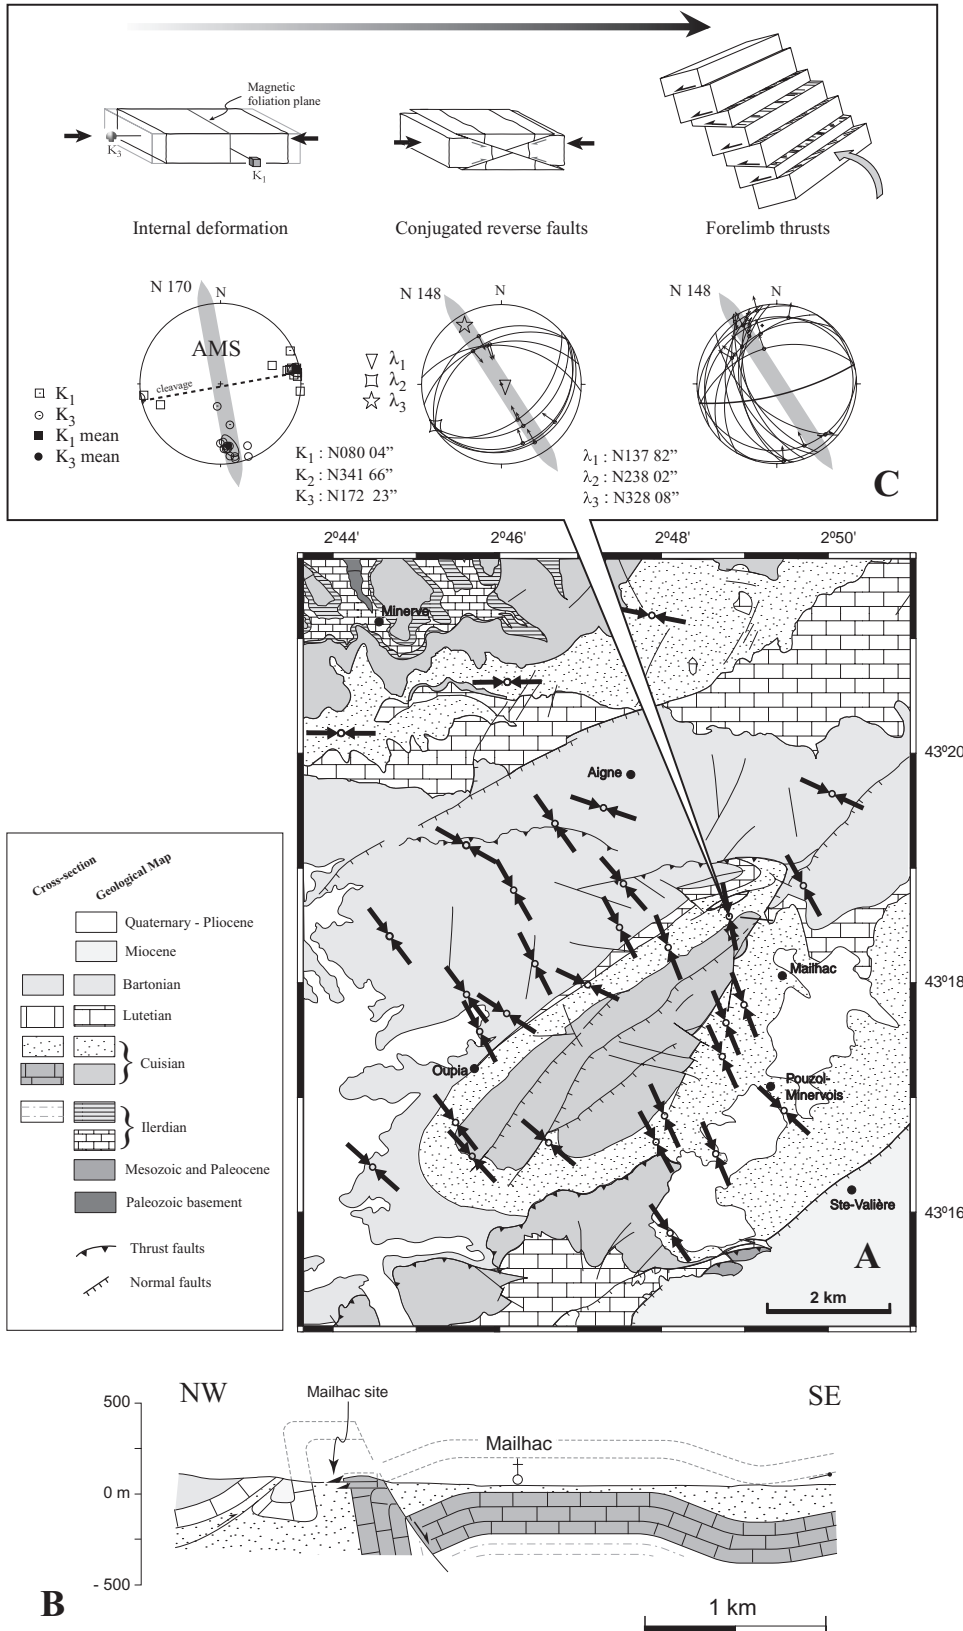 Magnetic
foliation plane
K3
K1
Internal deformation
Conjugated reverse faults
Forelimb thrusts
N 170
N
AMS
cleavage
K1
K3
K1 mean
K3 mean
K1 : N080 04”
K2 : N341 66”
K3 : N172 23”
N 148
N
λ1
λ2
λ3
N 148
N
λ1 : N137 82”
λ2 : N238 02”
λ3 : N328 08”
C
2º44'
2º46'
2º48'
2º50'
Minerve
43º20'
Aigne
43º18'
Mailhac
Oupia
Pouzol-
Minervois
43º16'
Ste-Valière
A
2 km
Cross-section
Geological Map
Quaternary - Pliocene
Miocene
Bartonian
Lutetian
Cuisian
Ilerdian
Mesozoic and Paleocene
Paleozoic basement
Thrust faults
Normal faults
NW
SE
500
Mailhac site
Mailhac
0 m
- 500
B
1 km